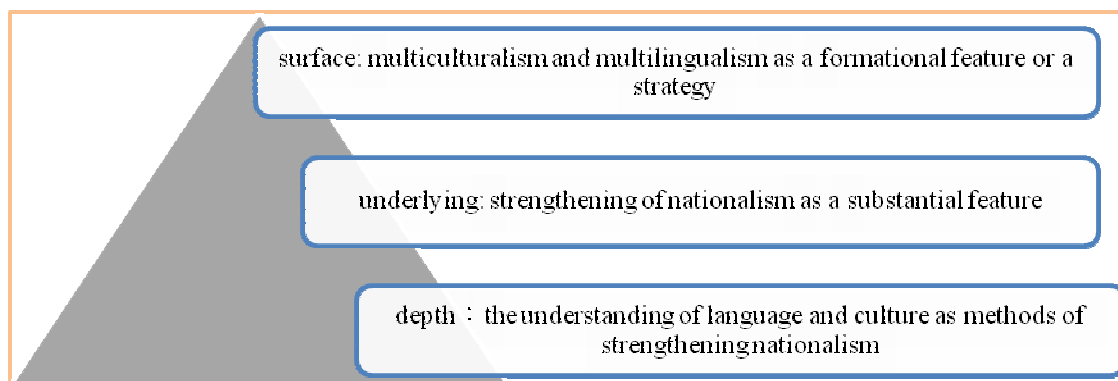 surface: multiculturalism and multilingualism as a formational feature or a
strategy
underlying: strengthening of nationalism as a substantial feature
depth： the understanding of language and culture as methods of
strengthening nationalism